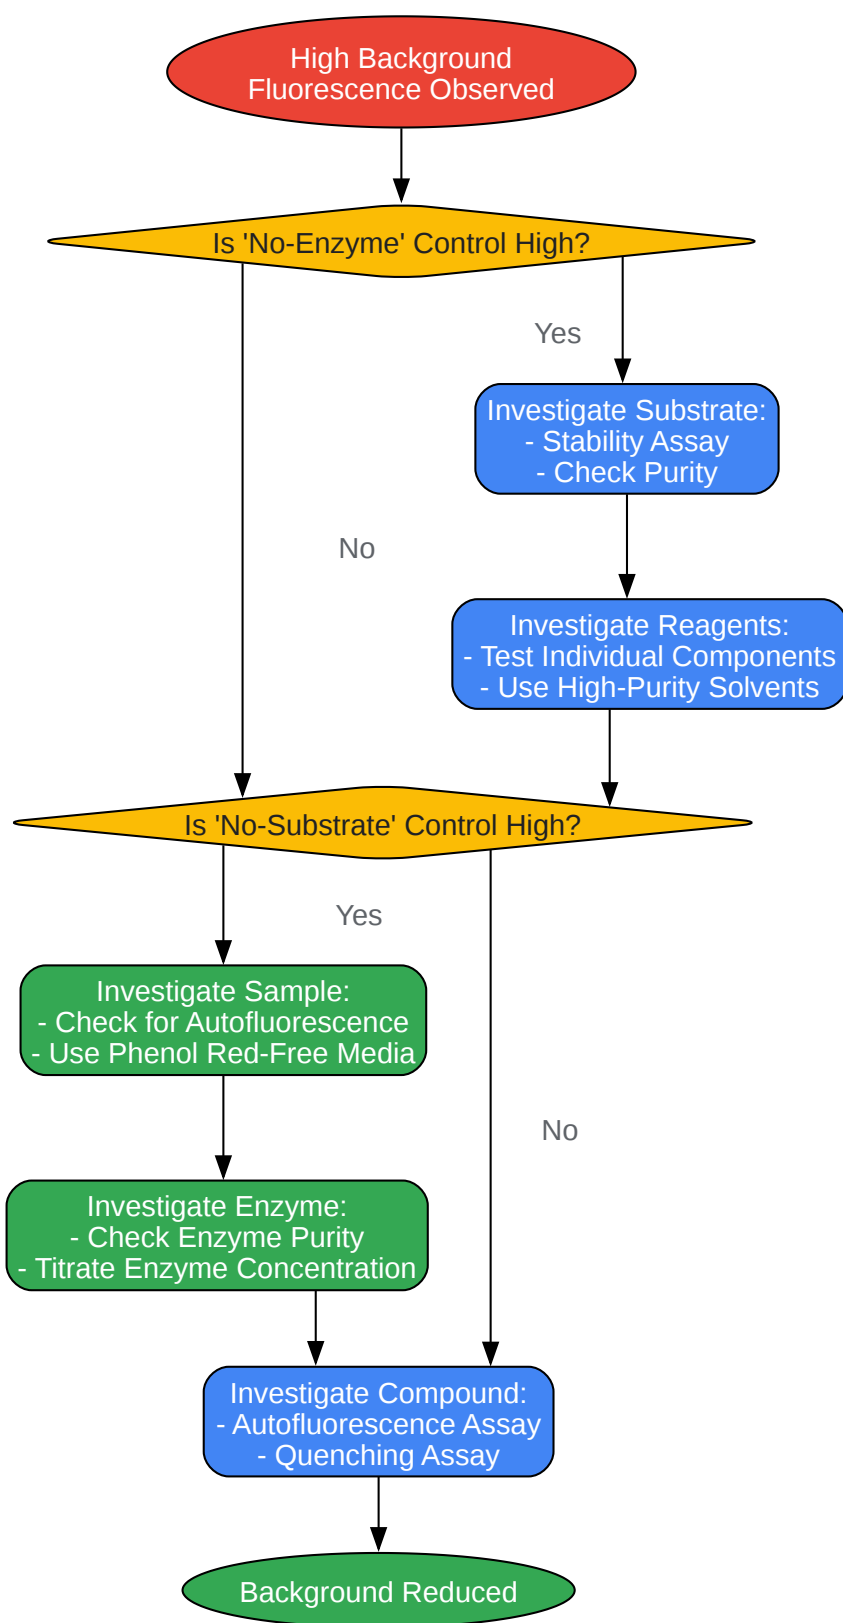 High Background
Fluorescence Observed
Is 'No-Enzyme' Control High?
Yes
Investigate Substrate:
- Stability Assay
- Check Purity
No
Investigate Reagents:
- Test Individual Components
- Use High-Purity Solvents
Is 'No-Substrate' Control High?
Yes
Investigate Sample:
- Check for Autofluorescence
- Use Phenol Red-Free Media
No
Investigate Enzyme:
- Check Enzyme Purity
- Titrate Enzyme Concentration
Investigate Compound:
- Autofluorescence Assay
- Quenching Assay
Background Reduced